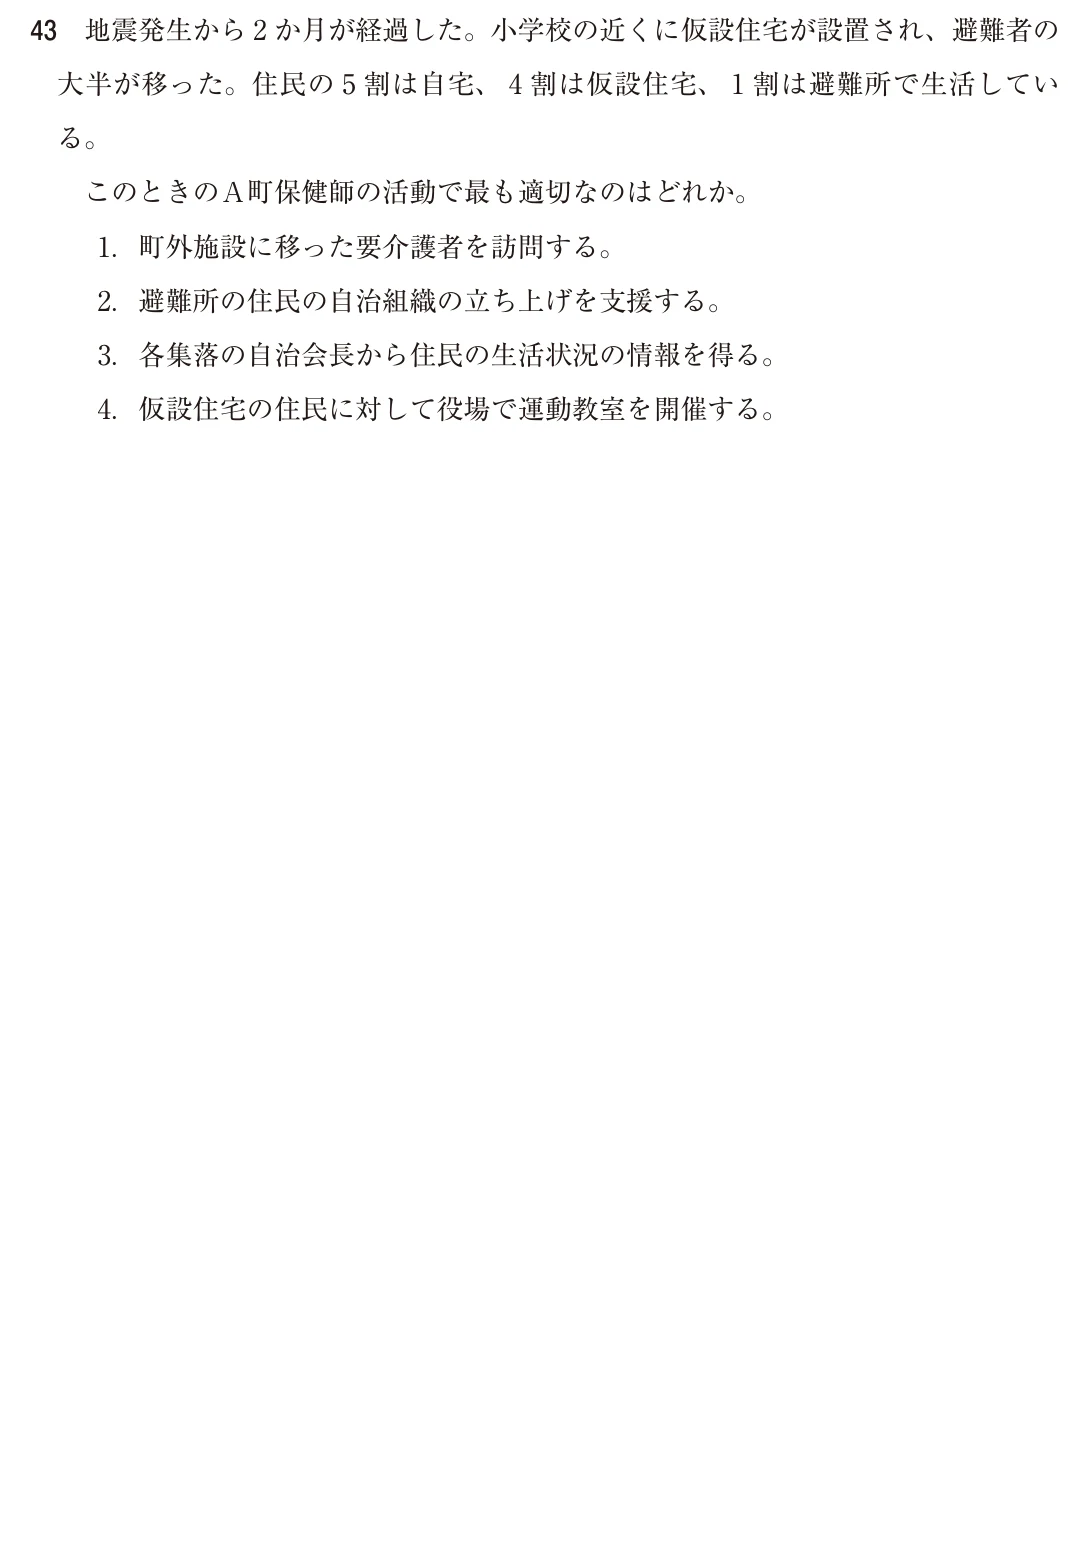 43 地震発生から2か月が経過した。小学校の近くに仮設住宅が設置され、避難者の
大半が移った。住民の5割は自宅、4割は仮設住宅、1割は避難所で生活してい
る。
このときのA町保健師の活動で最も適切なのはどれか。
1. 町外施設に移った要介護者を訪問する。
2. 避難所の住民の自治組織の立ち上げを支援する。
3. 各集落の自治会長から住民の生活状況の情報を得る。
4. 仮設住宅の住民に対して役場で運動教室を開催する。